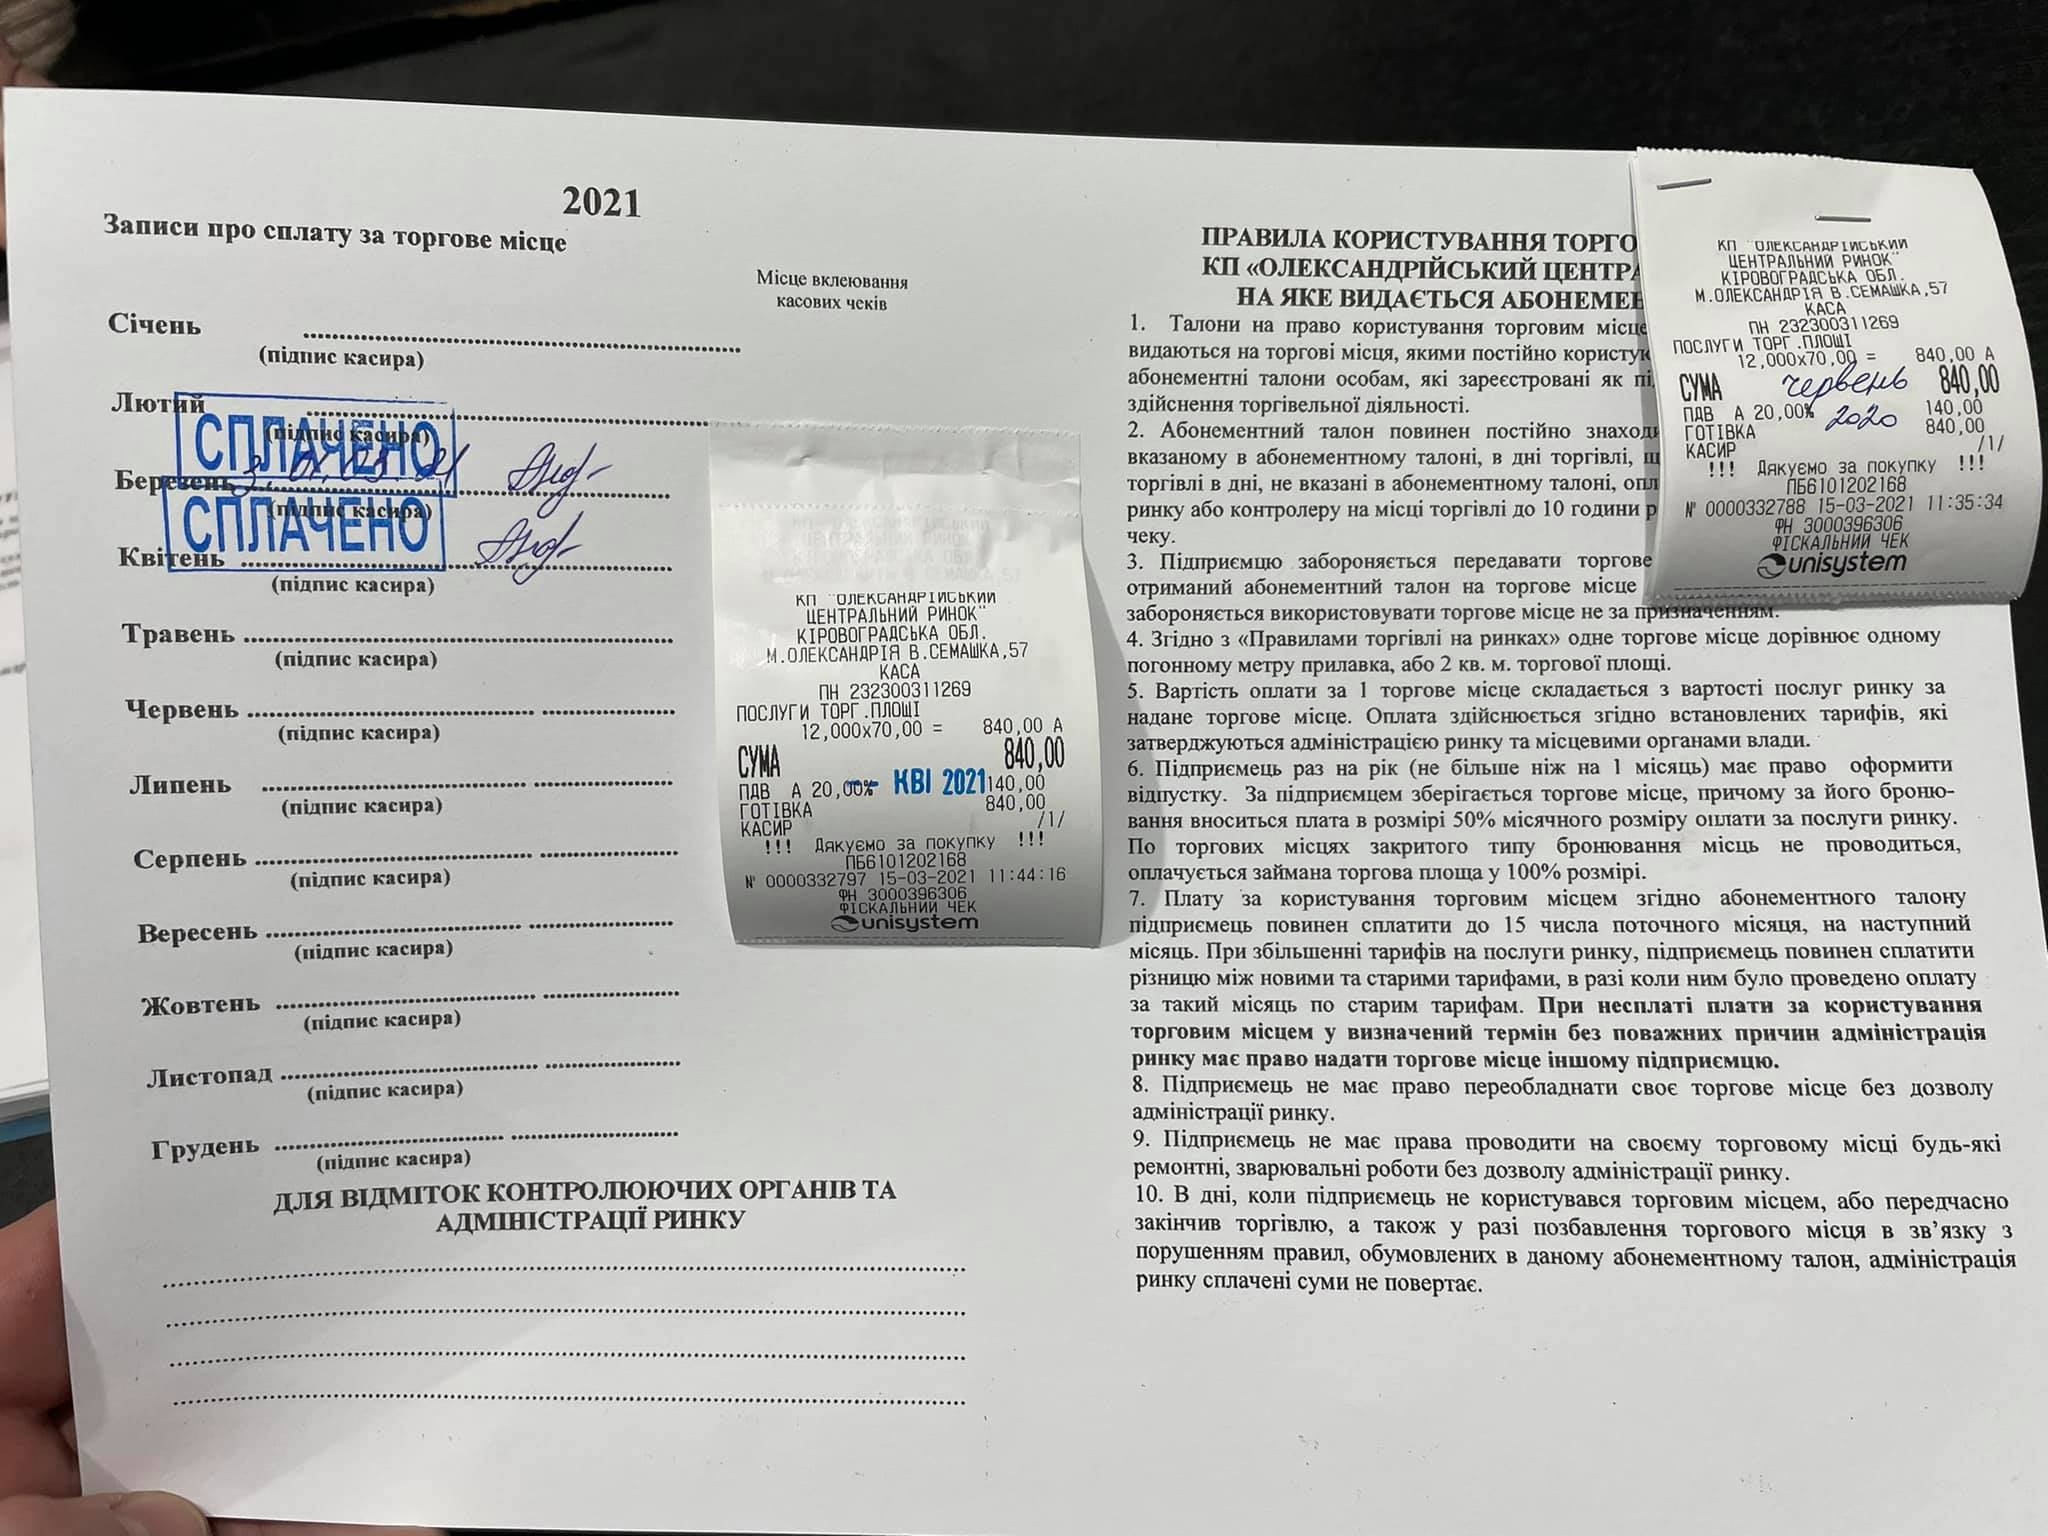 2021
Записи про сплату за торгове місце
Місце вклеювання
касових чеків
Січень
(підпис касира)
Лютий
(підпис касира)
СПЛАЧЕНО
Березень
(підпис касира)
СПЛАЧЕНО
Квітень
(підпис касира)
Травень
(підпис касира)
Червень
(підпис касира)
Липень
(підпис касира)
Серпень
(підпис касира)
Вересень
(підпис касира)
Жовтень
(підпис касира)
Листопад
(підпис касира)
Грудень
(підпис касира)
ДЛЯ ВІДМІТОК КОНТРОЛЮЮЧИХ ОРГАНІВ ТА
АДМІНІСТРАЦІЇ РИНКУ
КП "ОЛЕКСАНДРІЙСЬКИЙ
ЦЕНТРАЛЬНИЙ РИНОК"
КІРОВОГРАДСЬКА ОБЛ.
М.ОЛЕКСАНДРІЯ В.СЕМАШКА,57
КАСА
ПН 232300311269
ПОСЛУГИ ТОРГ.ПЛОЩІ
12,000х70,00 = 840,00 А
СУМА 840,00
ПДВ А 20,00% КВІ 2021 140,00
ГОТІВКА 840,00
КАСИР /1/
!!! Дякуємо за покупку !!!
ПБ6101202168
№ 0000332797 15-03-2021 11:44:16
ФН 3000396306
ФІСКАЛЬНИЙ ЧЕК
unisystem
ПРАВИЛА КОРИСТУВАННЯ ТОРГО
КП «ОЛЕКСАНДРІЙСЬКИЙ ЦЕНТРА
НА ЯКЕ ВИДАЄТЬСЯ АБОНЕМЕН
1. Талони на право користування торговим місце
видаються на торгові місця, якими постійно користук
абонементні талони особам, які зареєстровані як пі
здійснення торгівельної діяльності.
2. Абонементний талон повинен постійно знаходи
вказаному в абонементному талоні, в дні торгівлі, щ
торгівлі в дні, не вказані в абонементному талоні, опл
ринку або контролеру на місці торгівлі до 10 години р
чеку.
3. Підприємцю забороняється передавати торгове
отриманий абонементний талон на торгове місце
забороняється використовувати торгове місце не за призначенням.
4. Згідно з «Правилами торгівлі на ринках» одне торгове місце дорівнює одному
погонному метру прилавка, або 2 кв. м. торгової площі.
5. Вартість оплати за 1 торгове місце складається з вартості послуг ринку за
надане торгове місце. Оплата здійснюється згідно встановлених тарифів, які
затверджуються адміністрацією ринку та місцевими органами влади.
6. Підприємець раз на рік (не більше ніж на 1 місяць) має право оформити
відпустку. За підприємцем зберігається торгове місце, причому за його броню-
вання вноситься плата в розмірі 50% місячного розміру оплати за послуги ринку.
По торгових місцях закритого типу бронювання місць не проводиться,
оплачується займана торгова площа у 100% розмірі.
7. Плату за користування торговим місцем згідно абонементного талону
підприємець повинен сплатити до 15 числа поточного місяця, на наступний
місяць. При збільшенні тарифів на послуги ринку, підприємець повинен сплатити
різницю між новими та старими тарифами, в разі коли ним було проведено оплату
за такий місяць по старим тарифам. При несплаті плати за користування
торговим місцем у визначений термін без поважних причин адміністрація
ринку має право надати торгове місце іншому підприємцю.
8. Підприємець не має право переобладнати своє торгове місце без дозволу
адміністрації ринку.
9. Підприємець не має права проводити на своєму торговому місці будь-які
ремонтні, зварювальні роботи без дозволу адміністрації ринку.
10. В дні, коли підприємець не користувався торговим місцем, або передчасно
закінчив торгівлю, а також у разі позбавлення торгового місця в зв’язку з
порушенням правил, обумовлених в даному абонементному талон, адміністрація
ринку сплачені суми не повертає.
КП "ОЛЕКСАНДРІЙСЬКИЙ
ЦЕНТРАЛЬНИЙ РИНОК"
КІРОВОГРАДСЬКА ОБЛ.
М.ОЛЕКСАНДРІЯ В.СЕМАШКА,57
КАСА
ПН 232300311269
ПОСЛУГИ ТОРГ.ПЛОЩІ
12,000х70,00 = 840,00 А
СУМА червень 840,00
ПДВ А 20,00% 2020 140,00
ГОТІВКА 840,00
КАСИР /1/
!!! Дякуємо за покупку !!!
ПБ6101202168
№ 0000332788 15-03-2021 11:35:34
ФН 3000396306
ФІСКАЛЬНИЙ ЧЕК
unisystem